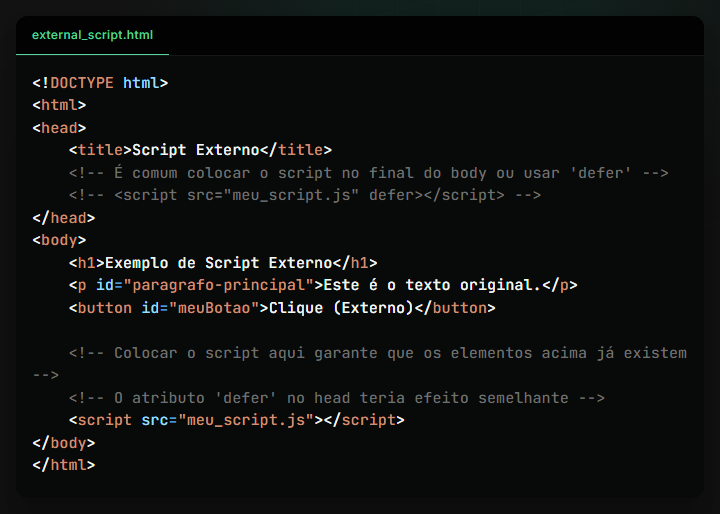 external_script.html
<!DOCTYPE html>
<html>
<head>
    <title>Script Externo</title>
    <!-- É comum colocar o script no final do body ou usar 'defer' -->
    <!-- <script src="meu_script.js" defer></script> -->
</head>
<body>
    <h1>Exemplo de Script Externo</h1>
    <p id="paragrafo-principal">Este é o texto original.</p>
    <button id="meuBotao">Clique (Externo)</button>

    <!-- Colocar o script aqui garante que os elementos acima já existem
-->
    <!-- O atributo 'defer' no head teria efeito semelhante -->
    <script src="meu_script.js"></script>
</body>
</html>